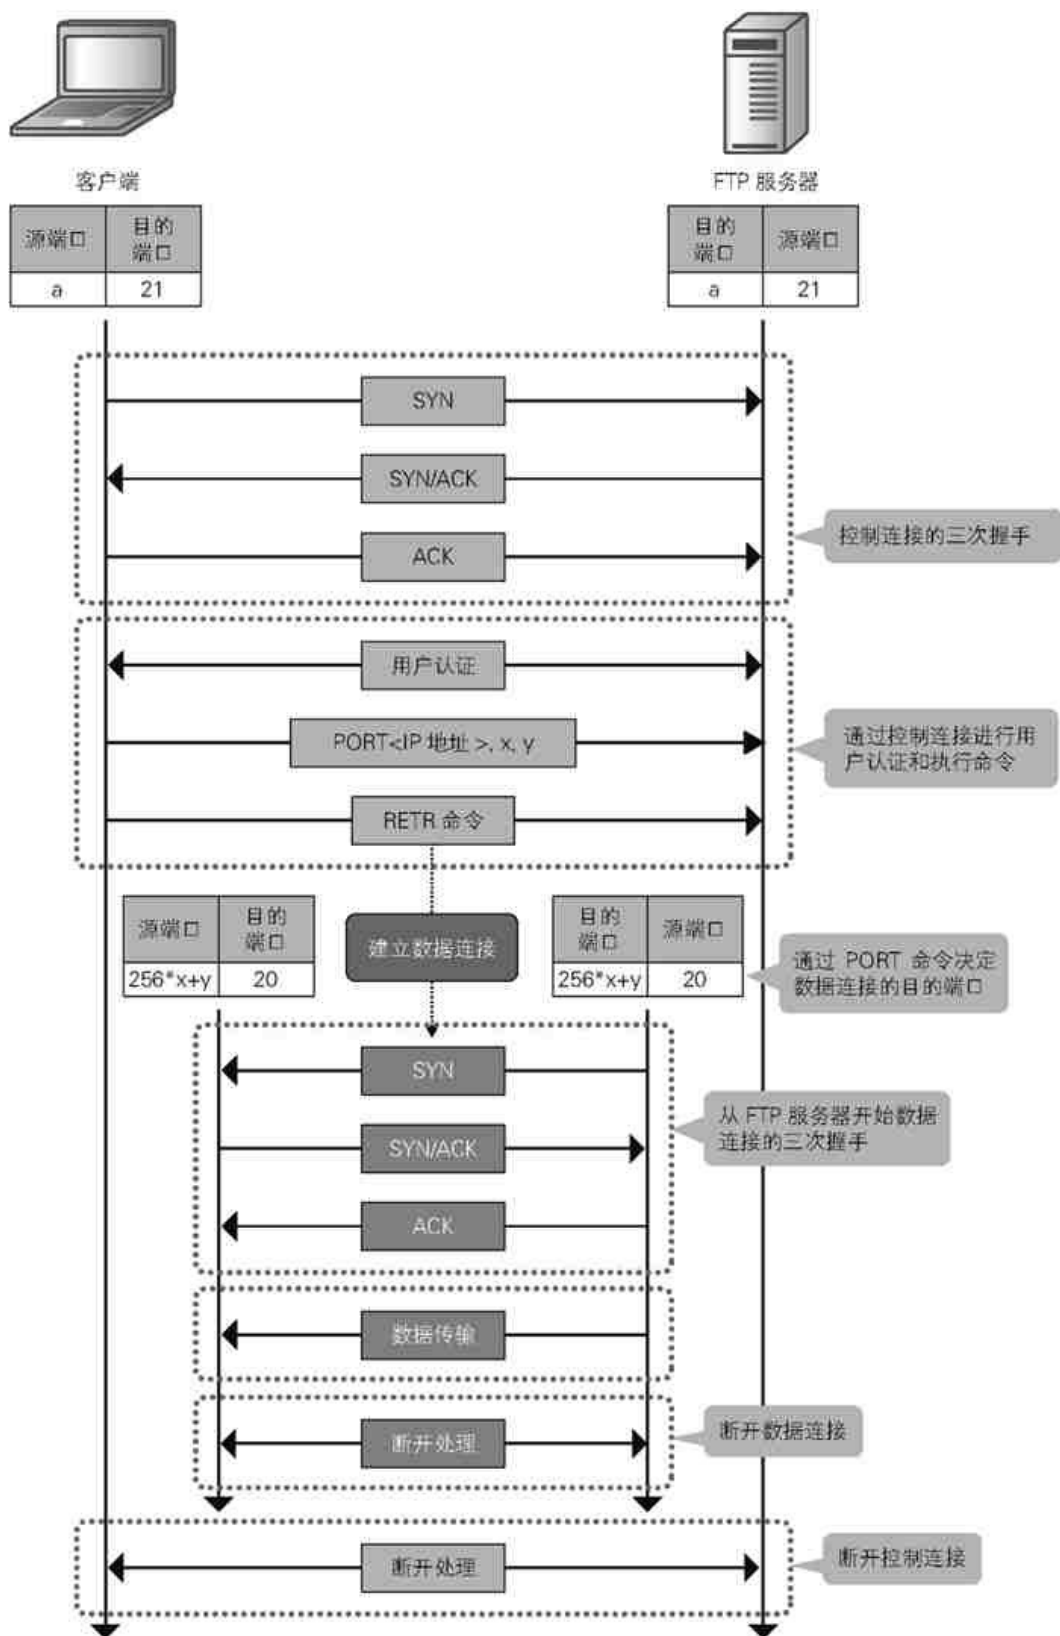 客户端
FTP 服务器
源端口
目的
端口
a
21
目的
端口
源端口
a
21
SYN
SYN/ACK
ACK
控制连接的三次握手
用户认证
PORT<IP 地址>, x, y
RETR 命令
通过控制连接进行用
户认证和执行命令
源端口
目的
端口
256*x+y
20
建立数据连接
目的
端口
源端口
256*x+y
20
通过 PORT 命令决定
数据连接的目的端口
SYN
SYN/ACK
ACK
从 FTP 服务器开始数据
连接的三次握手
数据传输
断开处理
断开数据连接
断开处理
断开控制连接